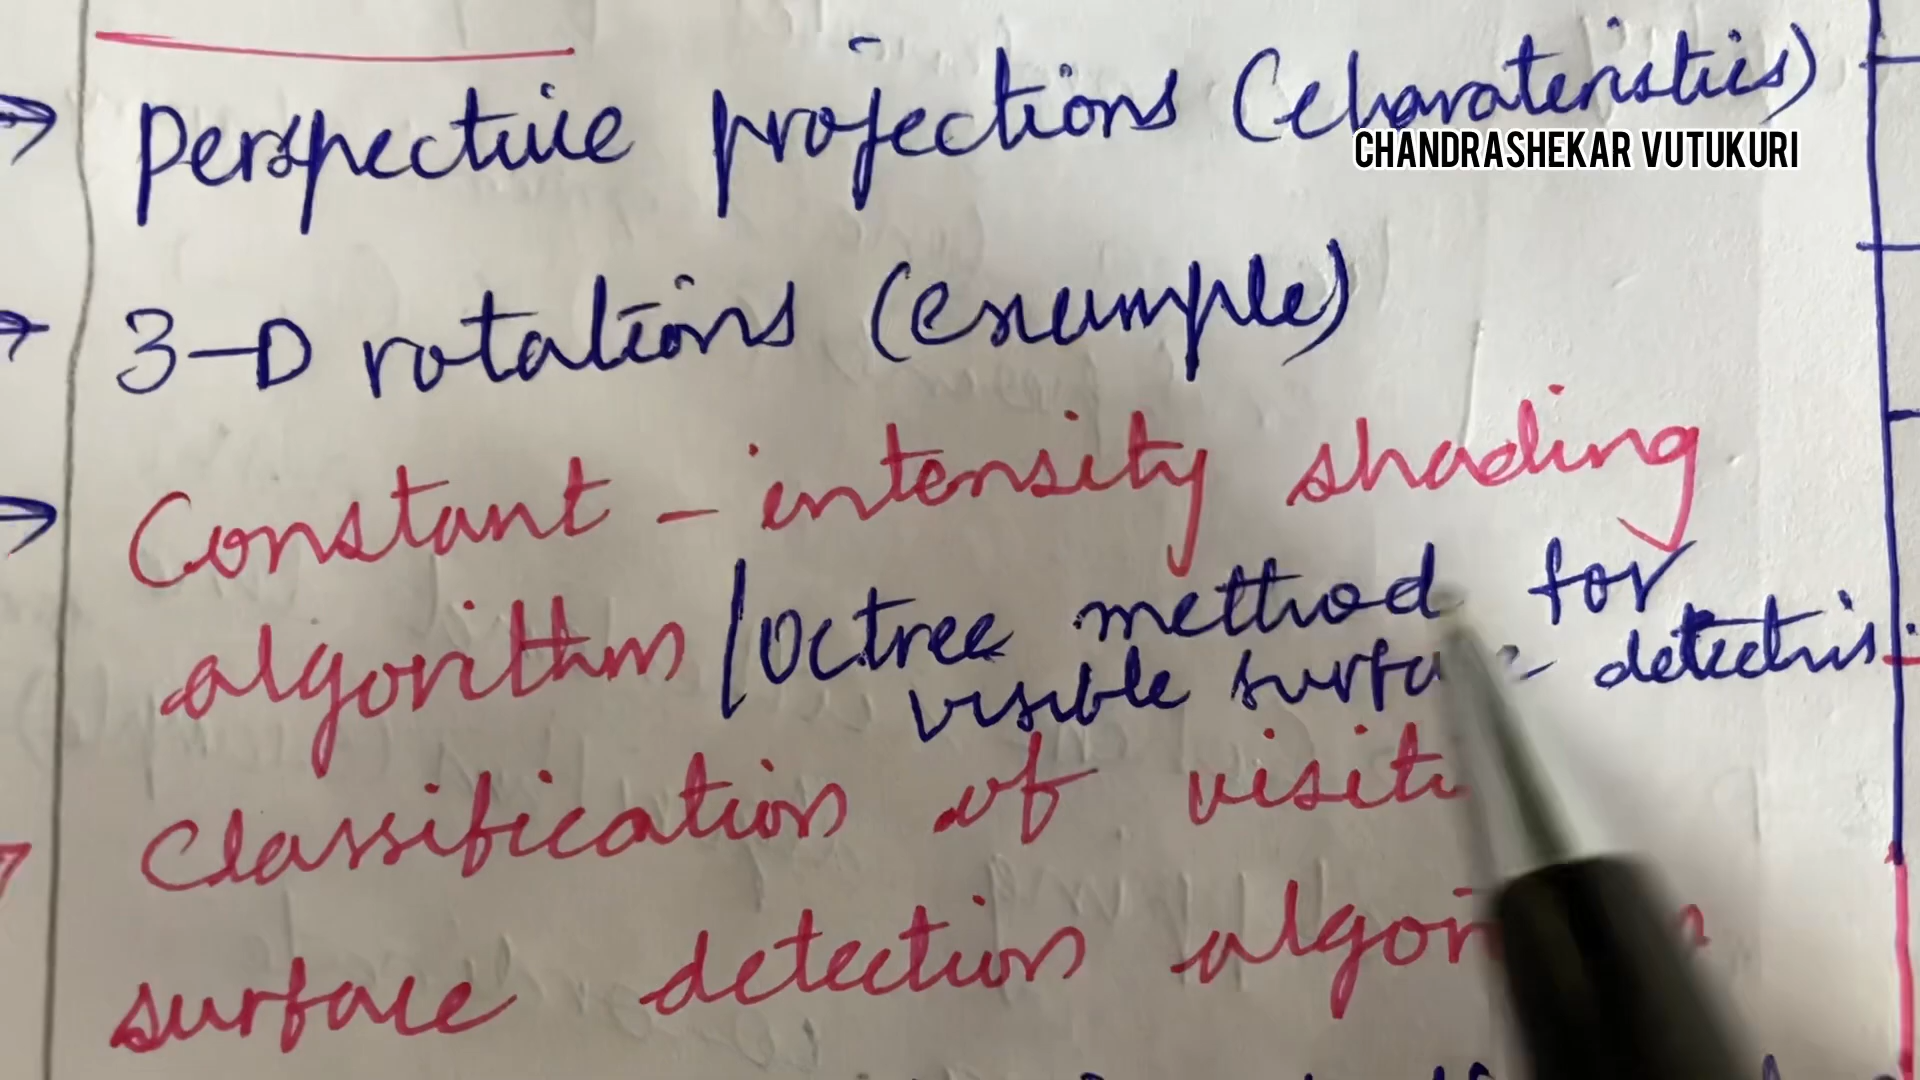 → Perspective projections (charateristics)
CHANDRASHEKAR VUTUKURI
→ 3-D rotations (example)
→ Constant - intensity shading
algorithm / Octree method for
visible surface detection
Classification of
surface detection